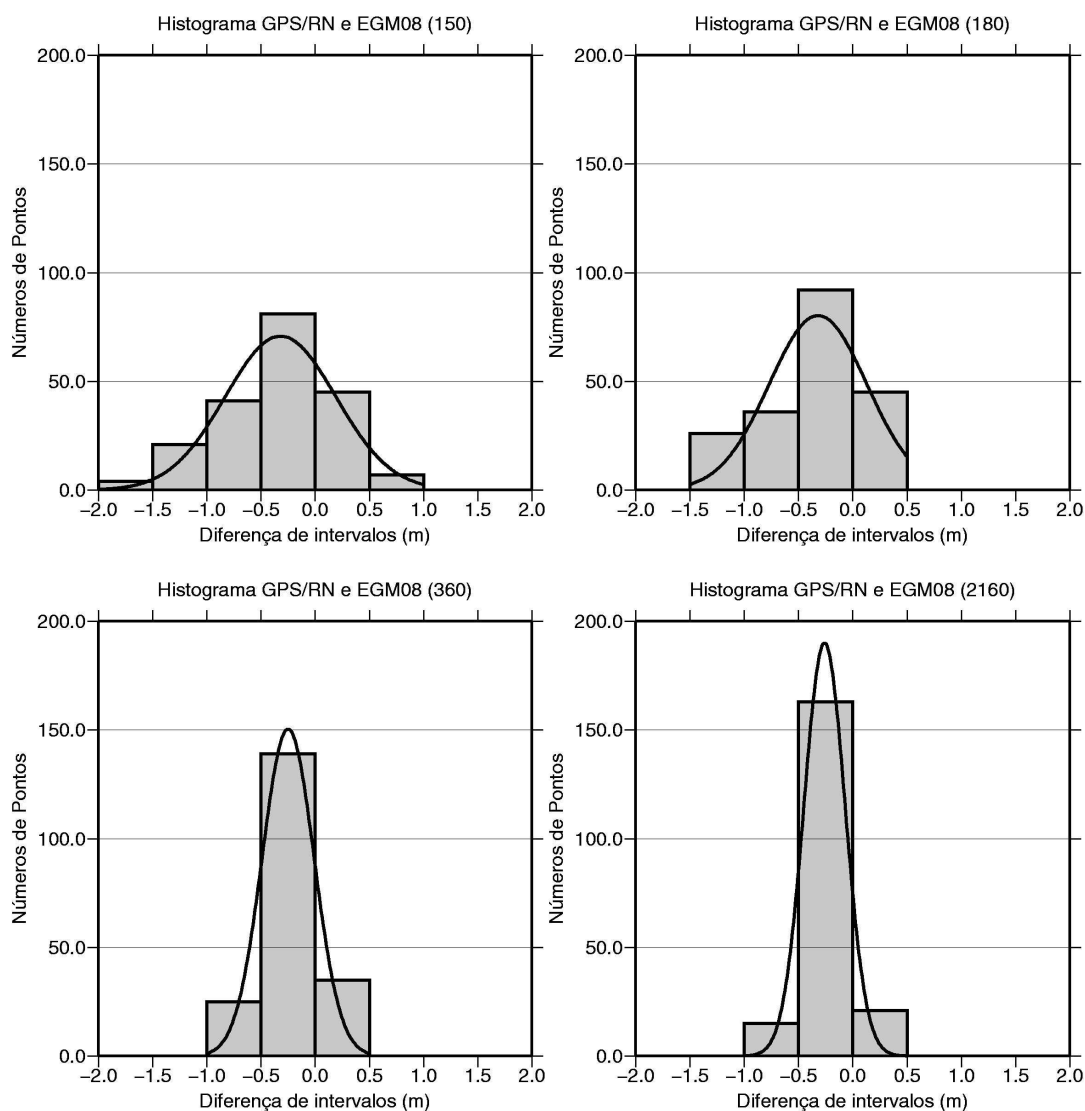 Histograma GPS/RN e EGM08 (150)
200.0
150.0
100.0
50.0
0.0
Números de Pontos
−2.0 −1.5 −1.0 −0.5 0.0 0.5 1.0 1.5 2.0
Diferença de intervalos (m)
Histograma GPS/RN e EGM08 (180)
200.0
150.0
100.0
50.0
0.0
Números de Pontos
−2.0 −1.5 −1.0 −0.5 0.0 0.5 1.0 1.5 2.0
Diferença de intervalos (m)
Histograma GPS/RN e EGM08 (360)
200.0
150.0
100.0
50.0
0.0
Números de Pontos
−2.0 −1.5 −1.0 −0.5 0.0 0.5 1.0 1.5 2.0
Diferença de intervalos (m)
Histograma GPS/RN e EGM08 (2160)
200.0
150.0
100.0
50.0
0.0
Números de Pontos
−2.0 −1.5 −1.0 −0.5 0.0 0.5 1.0 1.5 2.0
Diferença de intervalos (m)